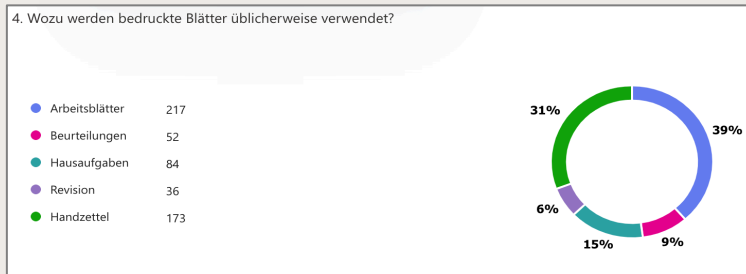 4. Wozu werden bedruckte Blätter üblicherweise verwendet?
Arbeitsblätter 217
Beurteilungen 52
Hausaufgaben 84
Revision 36
Handzettel 173
31%
39%
6%
15%
9%